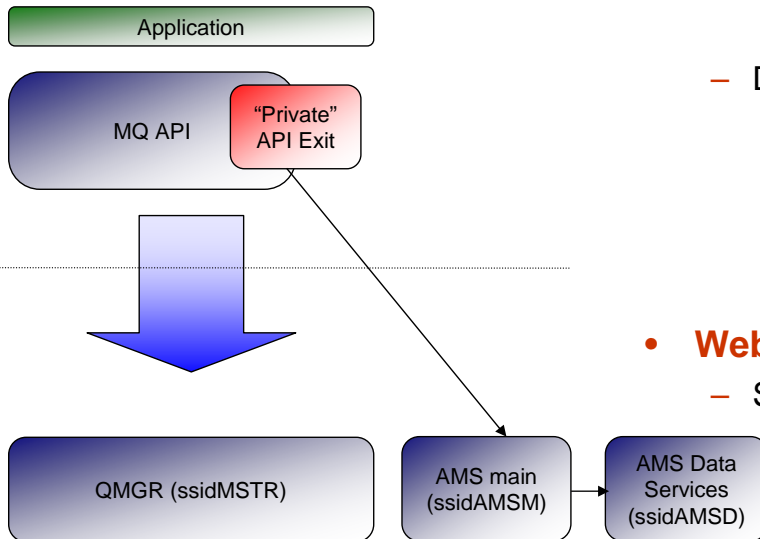 Application
MQ API
“Private”
API Exit
QMGR (ssidMSTR)
AMS main
(ssidAMSM)
AMS Data
Services
(ssidAMSD)
– D
• Web
– S